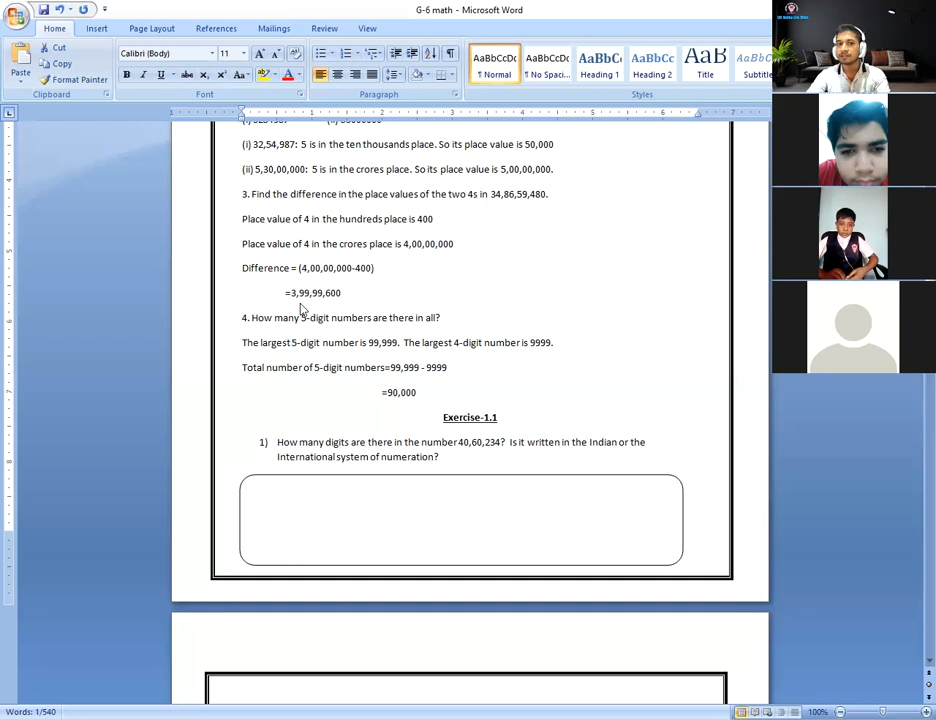 G-6 math - Microsoft Word
Home Insert Page Layout References Mailings Review View
Cut
Copy
Format Painter
Paste
Clipboard
Calibri (Body) 11
Font
Paragraph
AaBbCcDc AaBbCcDc AaBbCc AaBbCc AaB AaBbCc
¶ Normal ¶ No Spaci... Heading 1 Heading 2 Title Subtitle
Styles
(i) 32,54,987: 5 is in the ten thousands place. So its place value is 50,000
(ii) 5,30,00,000: 5 is in the crores place. So its place value is 5,00,00,000.
3. Find the difference in the place values of the two 4s in 34,86,59,480.
Place value of 4 in the hundreds place is 400
Place value of 4 in the crores place is 4,00,00,000
Difference = (4,00,00,000-400)
=3,99,99,600
4. How many 5-digit numbers are there in all?
The largest 5-digit number is 99,999. The largest 4-digit number is 9999.
Total number of 5-digit numbers=99,999 - 9999
=90,000
Exercise-1.1
1) How many digits are there in the number 40,60,234? Is it written in the Indian or the
International system of numeration?
Words: 1/540
100%